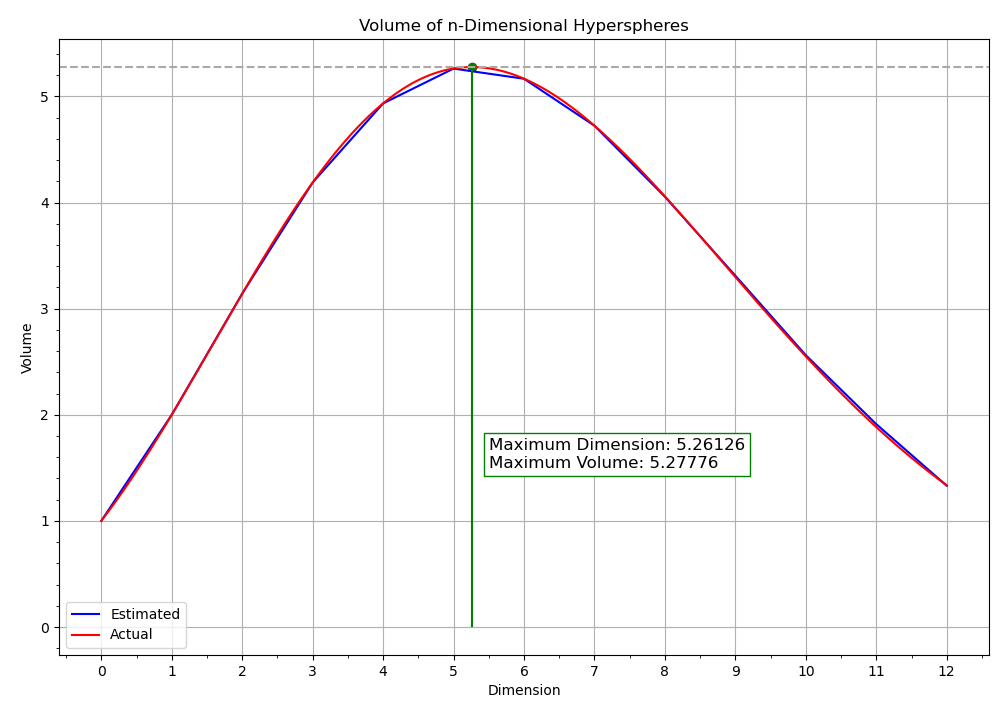 Volume of n-Dimensional Hyperspheres
Volume
5
4
3
2
1
0
Maximum Dimension: 5.26126
Maximum Volume: 5.27776
Estimated
Actual
0 1 2 3 4 5 6 7 8 9 10 11 12
Dimension